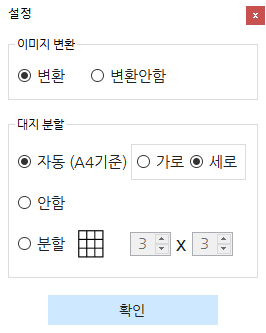 설정 x
이미지 변환
변환 변환안함
대지 분할
자동 (A4기준) 가로 세로
안함
분할 3 x 3
확인